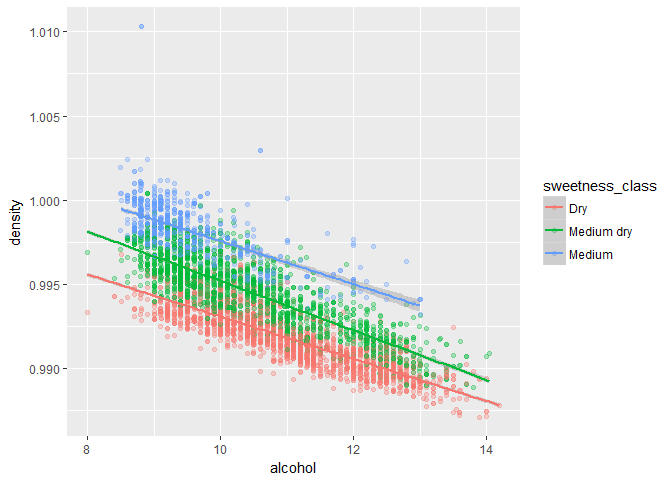 1.010
1.005
1.000
0.995
0.990
density
8 10 12 14
alcohol
sweetness_class
Dry
Medium dry
Medium